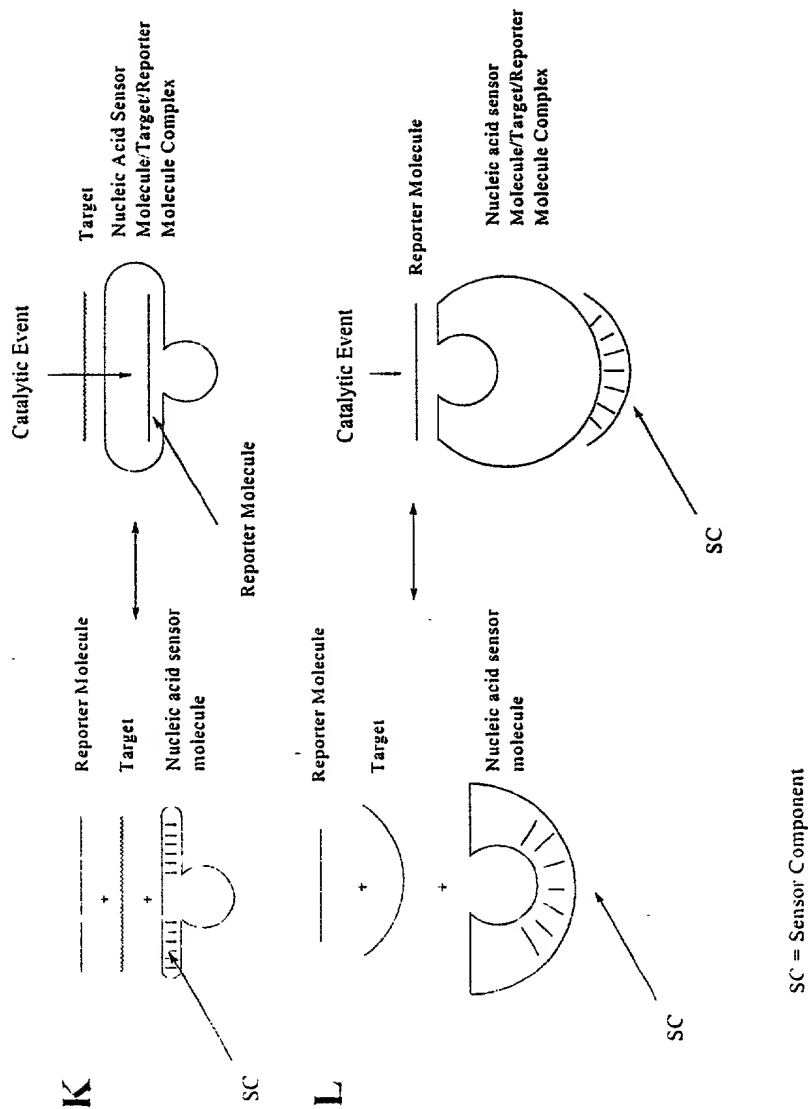 K
Reporter Molecule
+
Target
+
Nucleic acid sensor
molecule
SC
Catalytic Event
Target
Nucleic Acid Sensor
Molecule/Target/Reporter
Molecule Complex
Reporter Molecule
L
Reporter Molecule
+
Target
+
Nucleic acid sensor
molecule
SC
Catalytic Event
Reporter Molecule
Nucleic acid sensor
Molecule/Target/Reporter
Molecule Complex
SC
SC = Sensor Component